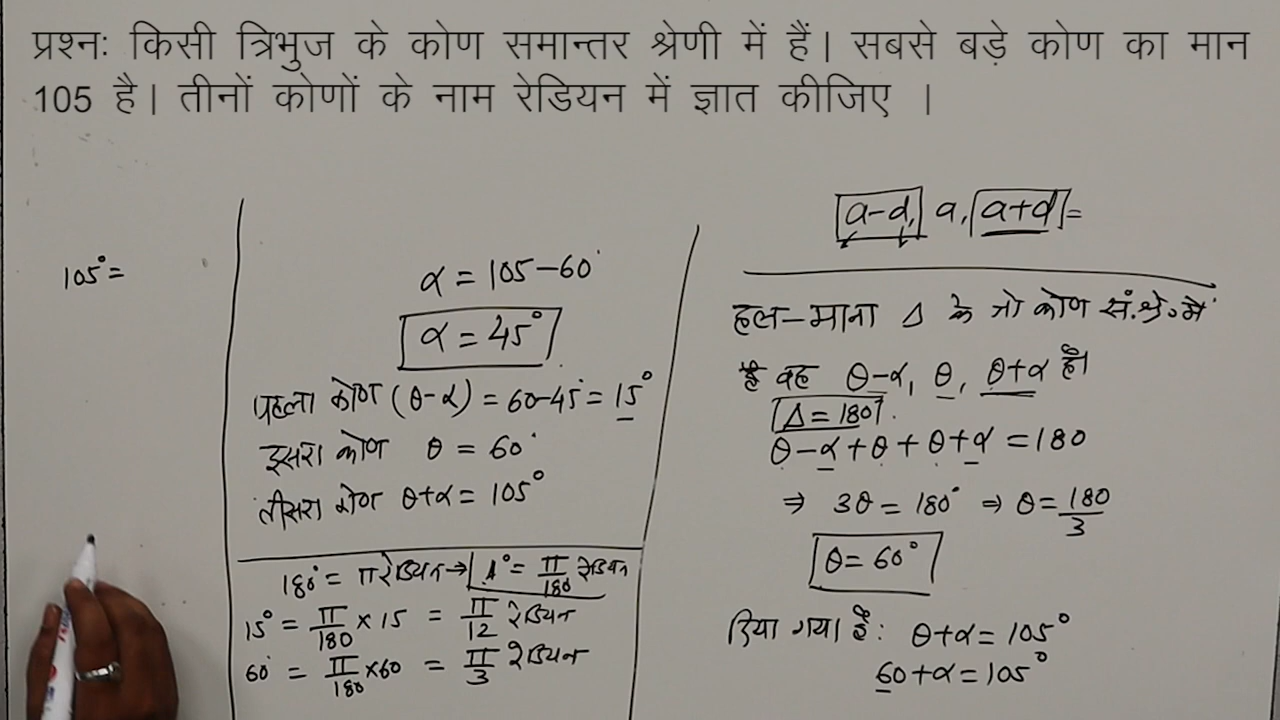 प्रश्नः किसी त्रिभुज के कोण समान्तर श्रेणी में हैं। सबसे बड़े कोण का मान
105 है। तीनों कोणों के नाम रेडियन में ज्ञात कीजिए ।
a-d, a, a+d =
हल - माना Δ के जो कोण सं.श्रे. में
है वह θ-α, θ, θ+α है।
Δ = 180
θ-α+θ+θ+α = 180
⇒ 3θ = 180° ⇒ θ = 180/3
θ = 60°
दिया गया है: θ+α = 105°
60+α = 105°
α = 105-60°
α = 45°
पहला कोण (θ-α) = 60-45 = 15°
दूसरा कोण θ = 60°
तीसरा कोण θ+α = 105°
180° = π रेडियन → 1° = π/180 रेडियन
15° = π/180 × 15 = π/12 रेडियन
60° = π/180 × 60 = π/3 रेडियन
105° =